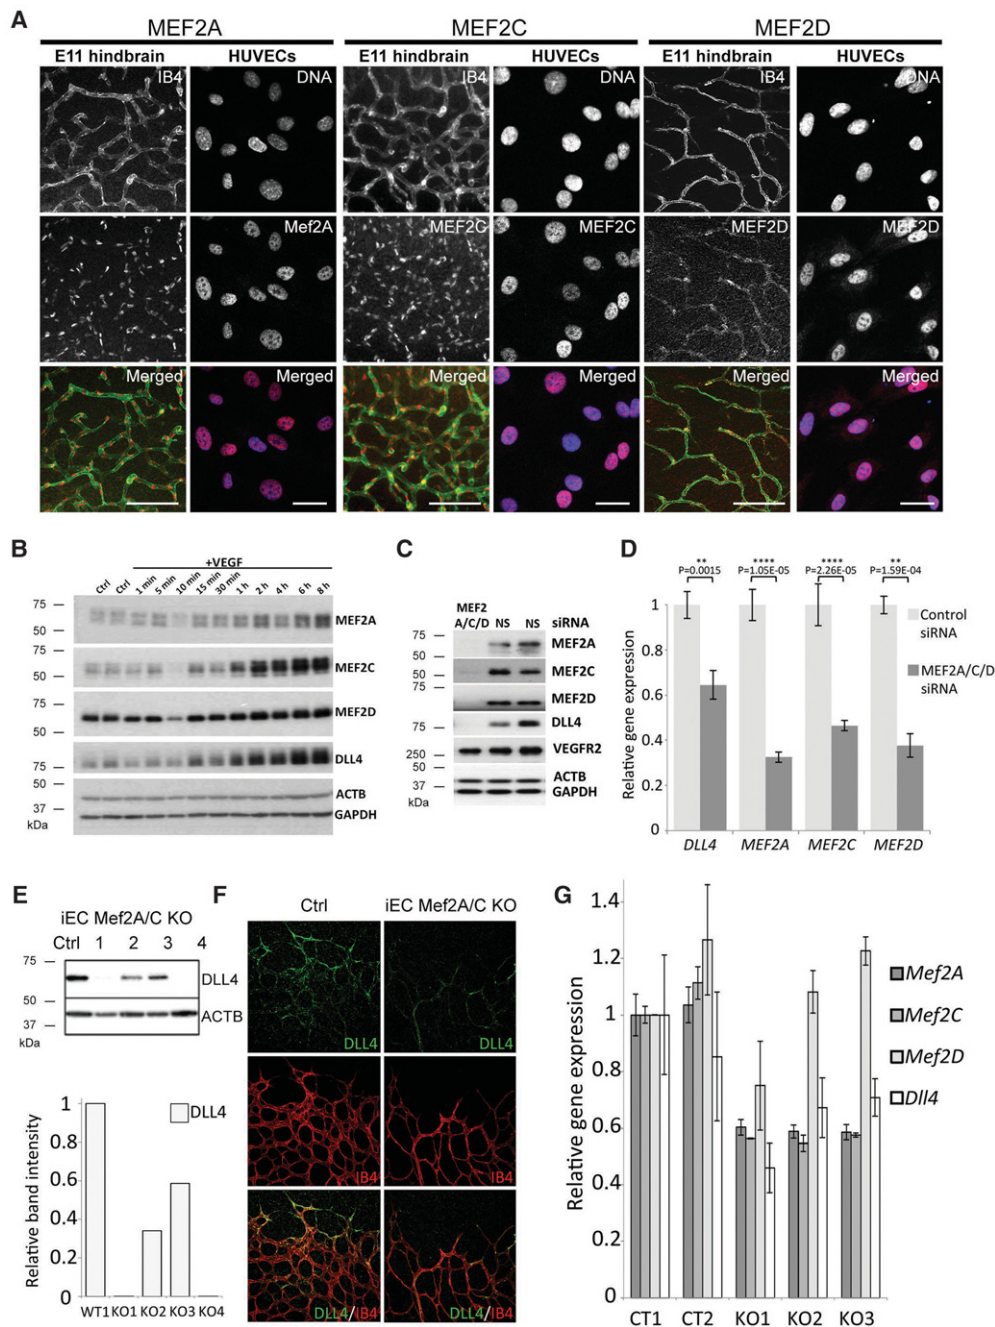 A
MEF2A MEF2C MEF2D
E11 hindbrain HUVECs E11 hindbrain HUVECs E11 hindbrain HUVECs
IB4 DNA IB4 DNA IB4 DNA
Mef2A Mef2A MEF2C MEF2C MEF2D MEF2D
Merged Merged Merged Merged Merged Merged
B
+VEGF
Ctrl Ctrl 1 min 5 min 10 min 15 min 30 min 1 h 2 h 4 h 6 h 8 h
75
50
MEF2A
75
50
MEF2C
75
50
MEF2D
75
DLL4
50
37
ACTB
GAPDH
kDa
C
MEF2
A/C/D NS NS siRNA
75
50
MEF2A
75
50
MEF2C
75
MEF2D
75
DLL4
250
VEGFR2
50
37
ACTB
GAPDH
kDa
D
** **** **** **
P=0.0015 P=1.05E-05 P=2.26E-05 P=1.59E-04
Relative gene expression
1
0.8
0.6
0.4
0.2
0
DLL4 MEF2A MEF2C MEF2D
Control
siRNA
MEF2A/C/D
siRNA
E
iEC Mef2A/C KO
Ctrl 1 2 3 4
75
DLL4
50
37
ACTB
kDa
Relative band intensity
1
0.8
0.6
0.4
0.2
0
DLL4
WT1 KO1 KO2 KO3 KO4
F
Ctrl iEC Mef2A/C KO
DLL4 DLL4
IB4 IB4
DLL4/IB4 DLL4/IB4
G
Relative gene expression
1.4
1.2
1
0.8
0.6
0.4
0.2
0
CT1 CT2 KO1 KO2 KO3
Mef2A
Mef2C
Mef2D
Dll4